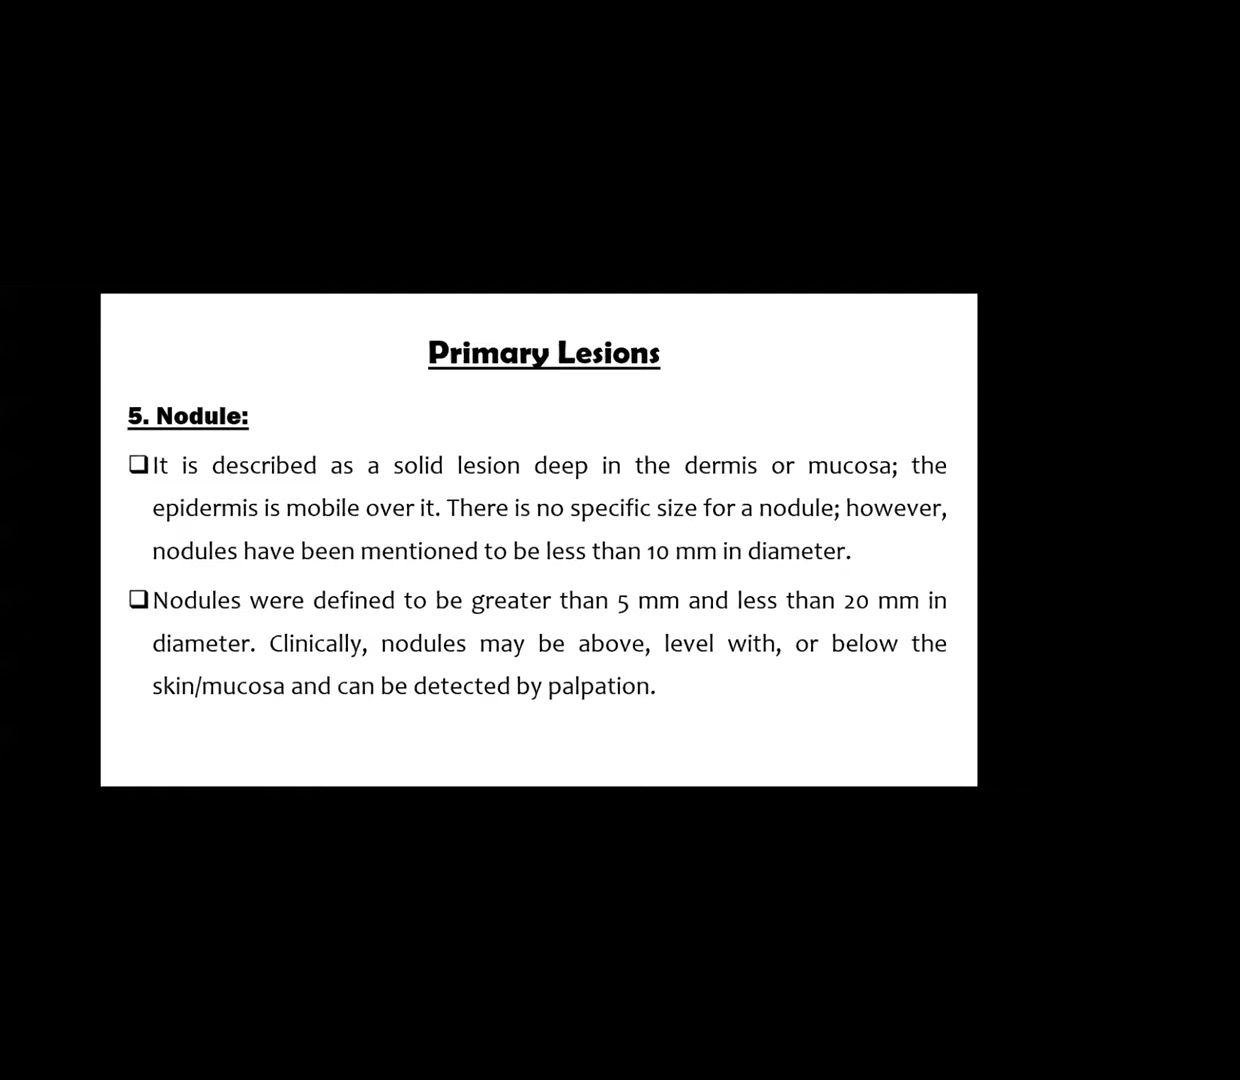 Primary Lesions
5. Nodule:
❑It is described as a solid lesion deep in the dermis or mucosa; the
epidermis is mobile over it. There is no specific size for a nodule; however,
nodules have been mentioned to be less than 10 mm in diameter.
❑Nodules were defined to be greater than 5 mm and less than 20 mm in
diameter. Clinically, nodules may be above, level with, or below the
skin/mucosa and can be detected by palpation.